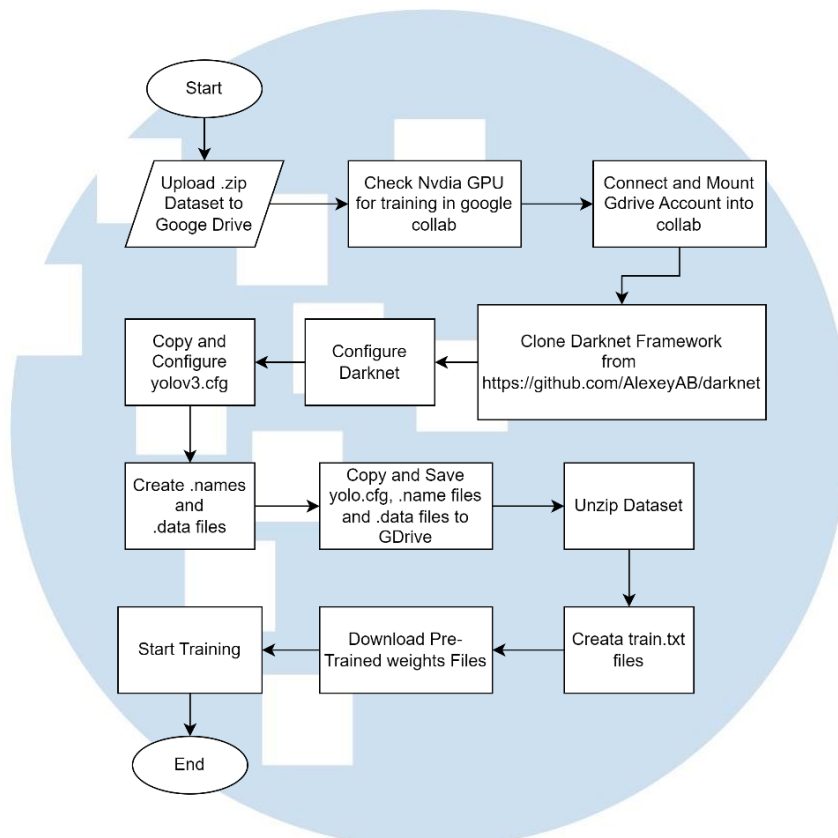 Start
Upload .zip
Dataset to
Googe Drive
Check Nvdia GPU
for training in google
collab
Connect and Mount
Gdrive Account into
collab
Clone Darknet Framework
from
https://github.com/AlexeyAB/darknet
Configure
Darknet
Copy and
Configure
yolov3.cfg
Create .names
and
.data files
Copy and Save
yolo.cfg, .name files
and .data files to
GDrive
Unzip Dataset
Creata train.txt
files
Download Pre-
Trained weights Files
Start Training
End